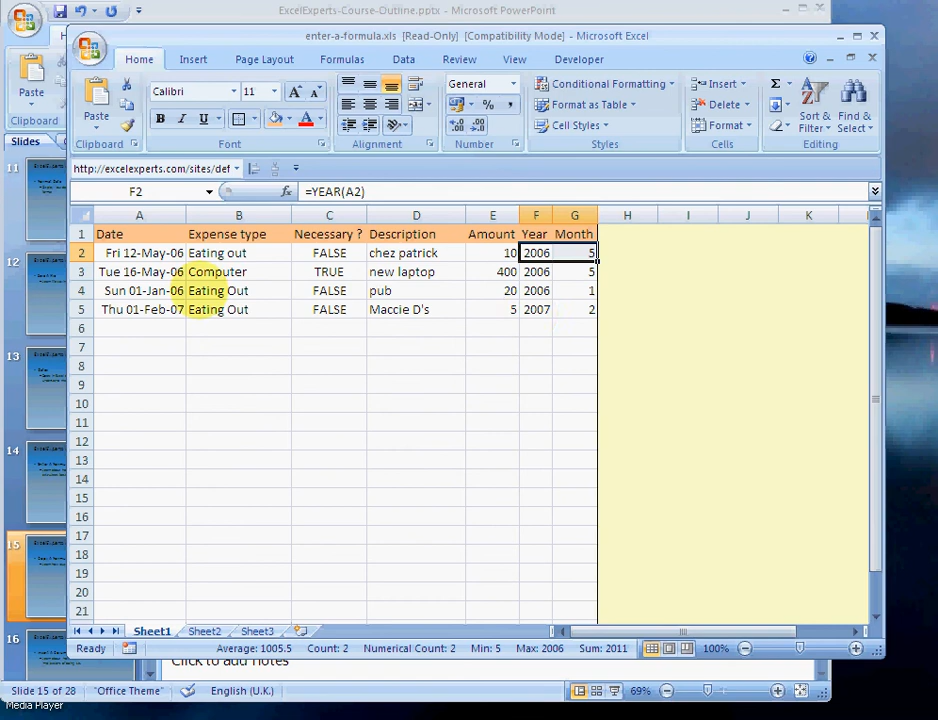 ExcelExperts-Course-Outline.pptx - Microsoft PowerPoint
enter-a-formula.xls [Read-Only] [Compatibility Mode] - Microsoft Excel
Home Insert Page Layout Formulas Data Review View Developer
Paste
Clipboard
Slides
Paste
Clipboard
Calibri 11
B I U
Font
Alignment
General
Number
Conditional Formatting
Format as Table
Cell Styles
Styles
Insert
Delete
Format
Cells
Sort & Filter
Find & Select
Editing
http://excelexperts.com/sites/def
F2 fx =YEAR(A2)
A B C D E F G H I J K
1 Date Expense type Necessary ? Description Amount Year Month
2 Fri 12-May-06 Eating out FALSE chez patrick 10 2006 5
3 Tue 16-May-06 Computer TRUE new laptop 400 2006 5
4 Sun 01-Jan-06 Eating Out FALSE pub 20 2006 1
5 Thu 01-Feb-07 Eating Out FALSE Maccie D's 5 2007 2
6
7
8
9
10
11
12
13
14
15
16
17
18
19
20
21
11
12
13
14
15
16
Sheet1 Sheet2 Sheet3
Ready Average: 1005.5 Count: 2 Numerical Count: 2 Min: 5 Max: 2006 Sum: 2011 100%
Click to add notes
Slide 15 of 28 "Office Theme" English (U.K.) 69%
Media Player